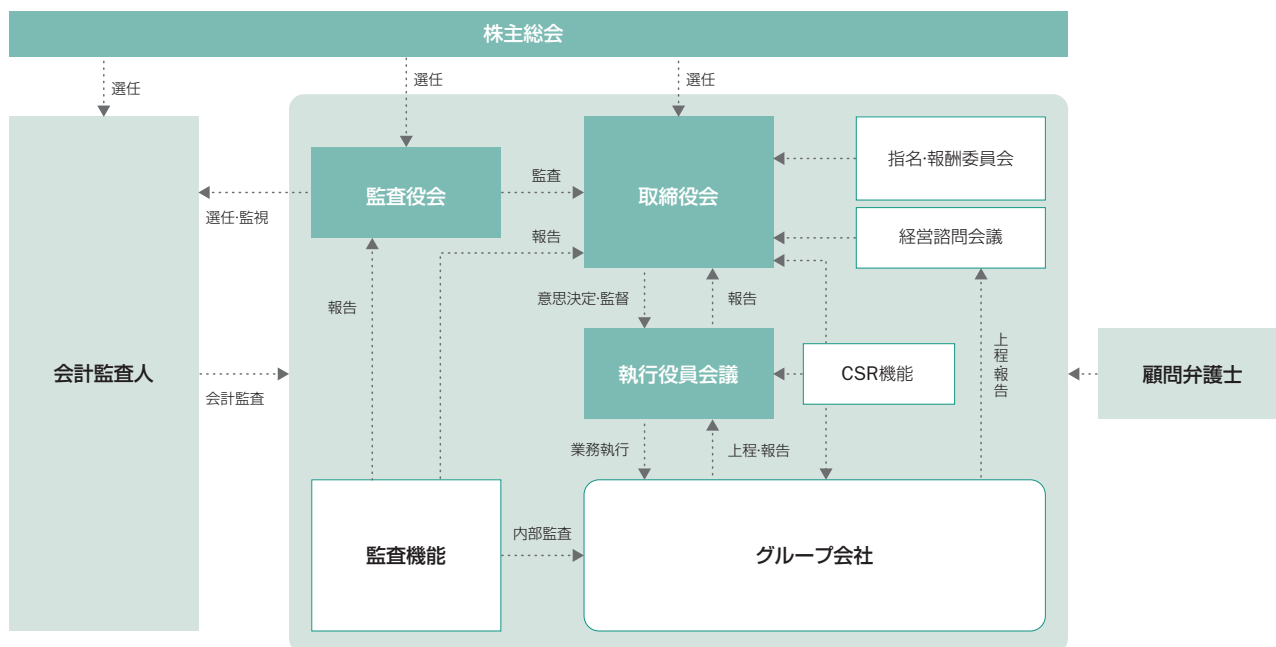 株主総会
選任
選任
選任
指名・報酬委員会
監査役会
監査
取締役会
選任・監視
報告
経営諮問会議
報告
意思決定・監督
報告
上程・報告
会計監査人
会計監査
執行役員会議
CSR機能
顧問弁護士
業務執行
上程・報告
内部監査
監査機能
グループ会社